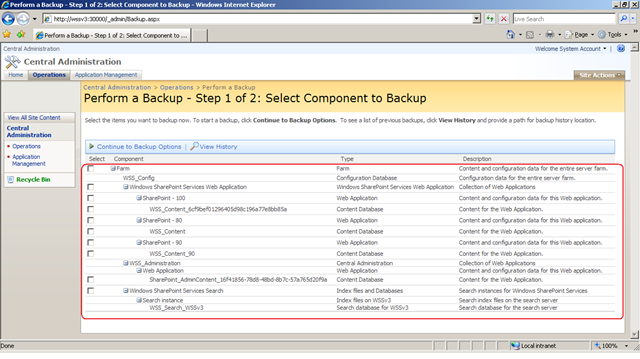 Perform a Backup - Step 1 of 2: Select Component to Backup - Windows Internet Explorer
http://wssv3:30000/_admin/Backup.aspx
Live Search
Perform a Backup - Step 1 of 2: Select Component to ...
Page
Tools
Central Administration
Welcome System Account
Central Administration
Home
Operations
Application Management
Site Actions
Central Administration > Operations > Perform a Backup
Perform a Backup - Step 1 of 2: Select Component to Backup
View All Site Content
Central Administration
Operations
Application Management
Recycle Bin
Select the items you want to backup now. To start a backup, click Continue to Backup Options. To see a list of previous backups, click View History and provide a path for backup history location.
Continue to Backup Options
View History
Select Component Type Description
Farm Farm Content and configuration data for the entire server farm.
WSS_Config Configuration Database Configuration data for the entire server farm.
Windows SharePoint Services Web Application Windows SharePoint Services Web Application Collection of Web Applications
SharePoint - 100 Web Application Content and configuration data for this Web application.
WSS_Content_6cf9bef01296405d98c196a77e8bb85a Content Database Content for the Web Application.
SharePoint - 80 Web Application Content and configuration data for this Web application.
WSS_Content Content Database Content for the Web Application.
SharePoint - 90 Web Application Content and configuration data for this Web application.
WSS_Content_90 Content Database Content for the Web Application.
WSS_Administration Central Administration Collection of Web Applications
Web Application Web Application Content and configuration data for this Web application.
SharePoint_AdminContent_16f41856-78d8-48bd-8b7c-57a765d20f9a Content Database Content for the Web Application.
Windows SharePoint Services Search Index files and Databases Search instances for Windows SharePoint Services
Search instance Index files on WSSv3 Search index files on the search server
WSS_Search_WSSv3 Search database for WSSv3 Search database for the search server
Done
Local intranet
100%